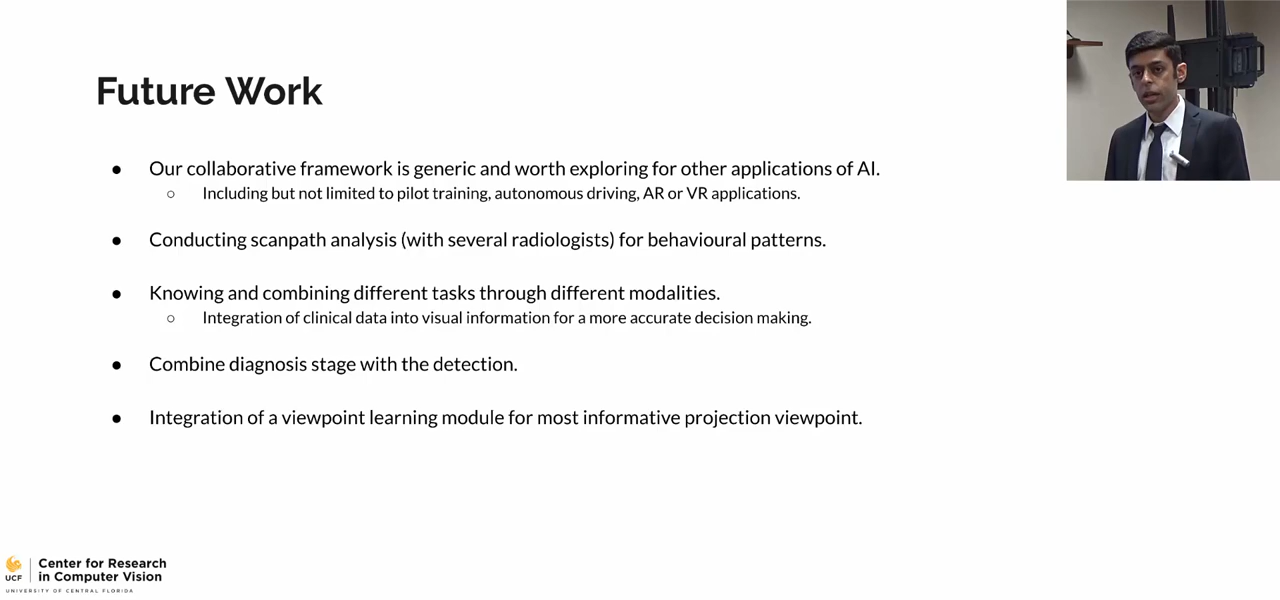 Future Work
● Our collaborative framework is generic and worth exploring for other applications of AI.
○ Including but not limited to pilot training, autonomous driving, AR or VR applications.
● Conducting scanpath analysis (with several radiologists) for behavioural patterns.
● Knowing and combining different tasks through different modalities.
○ Integration of clinical data into visual information for a more accurate decision making.
● Combine diagnosis stage with the detection.
● Integration of a viewpoint learning module for most informative projection viewpoint.
UCF
Center for Research
in Computer Vision
UNIVERSITY OF CENTRAL FLORIDA